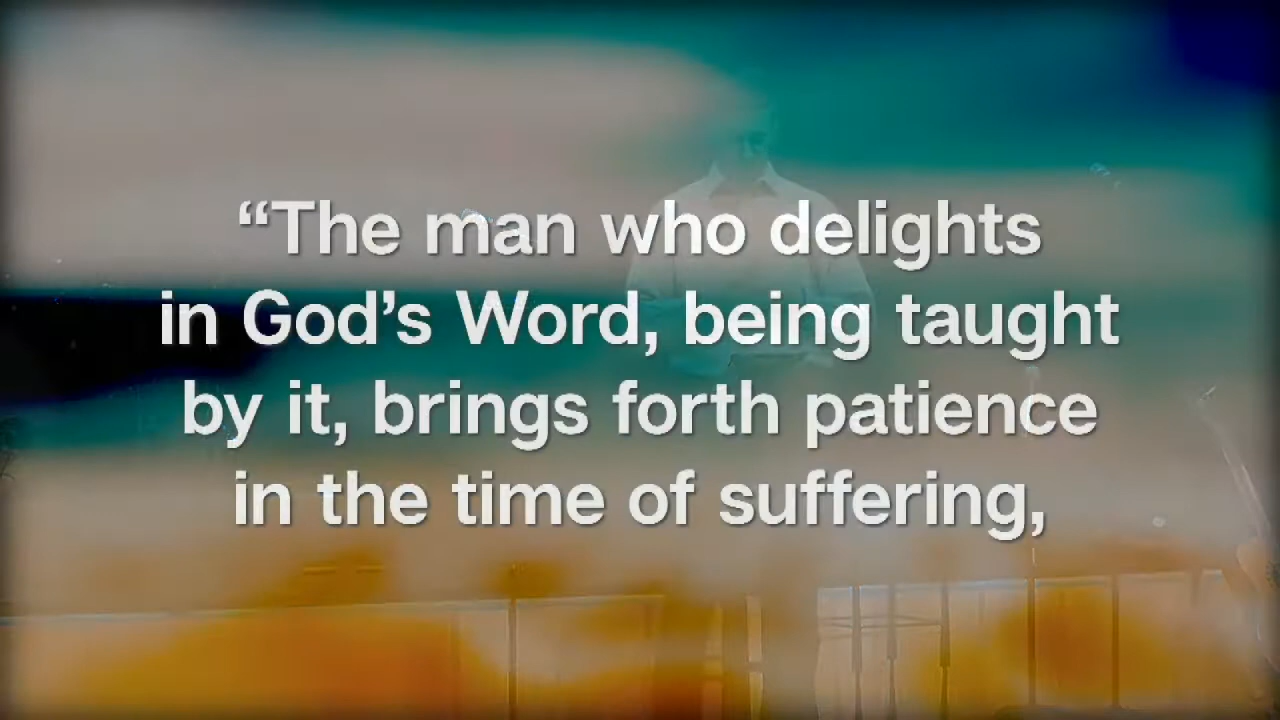 “The man who delights
in God’s Word, being taught
by it, brings forth patience
in the time of suffering,